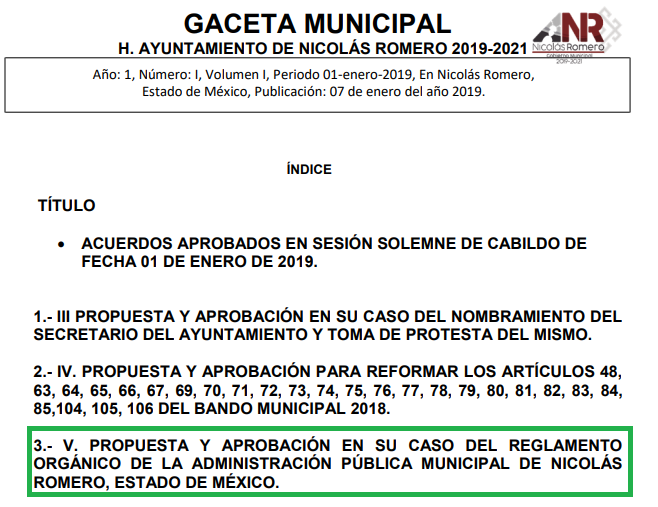 GACETA MUNICIPAL
H. AYUNTAMIENTO DE NICOLÁS ROMERO 2019-2021
ANR
Nicolás Romero
Gobierno Municipal
2019-2021
Año: 1, Número: I, Volumen I, Periodo 01-enero-2019, En Nicolás Romero,
Estado de México, Publicación: 07 de enero del año 2019.
ÍNDICE
TÍTULO
• ACUERDOS APROBADOS EN SESIÓN SOLEMNE DE CABILDO DE
FECHA 01 DE ENERO DE 2019.
1.- III PROPUESTA Y APROBACIÓN EN SU CASO DEL NOMBRAMIENTO DEL
SECRETARIO DEL AYUNTAMIENTO Y TOMA DE PROTESTA DEL MISMO.
2.- IV. PROPUESTA Y APROBACIÓN PARA REFORMAR LOS ARTÍCULOS 48,
63, 64, 65, 66, 67, 69, 70, 71, 72, 73, 74, 75, 76, 77, 78, 79, 80, 81, 82, 83, 84,
85,104, 105, 106 DEL BANDO MUNICIPAL 2018.
3.- V. PROPUESTA Y APROBACIÓN EN SU CASO DEL REGLAMENTO
ORGÁNICO DE LA ADMINISTRACIÓN PÚBLICA MUNICIPAL DE NICOLÁS
ROMERO, ESTADO DE MÉXICO.